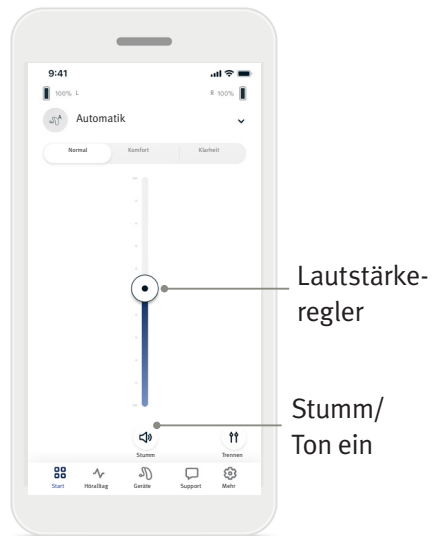 9:41
100% L
R 100%
Automatik
Normal Komfort Klarheit
Lautstärke-
regler
Stumm/
Ton ein
Stumm Trennen
Start Höralltag Geräte Support Mehr